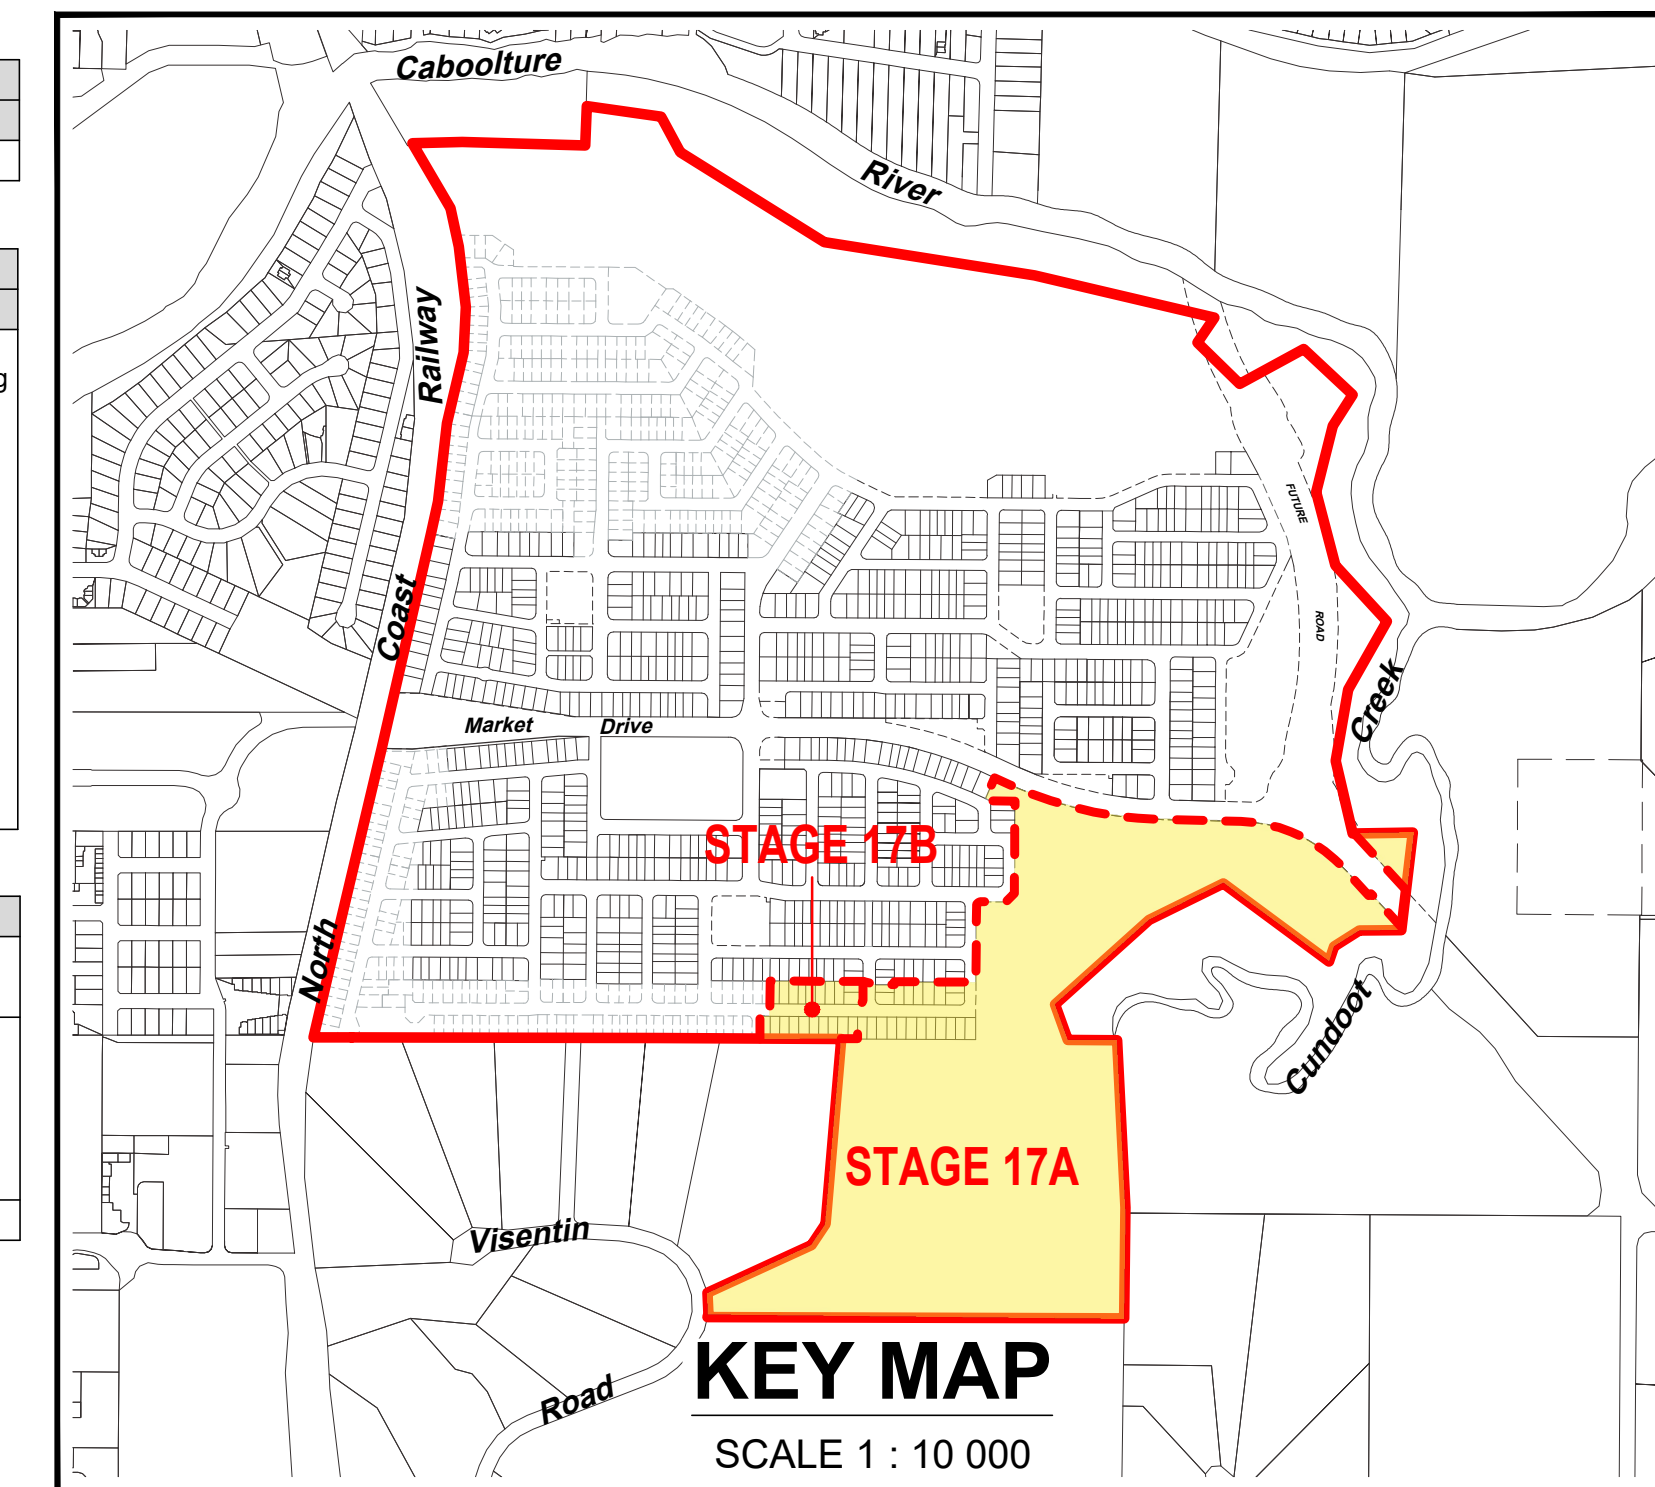 Caboolture
River
g
Railway
FUTURE
Coast
ROAD
Creek
Market Drive
STAGE 17B
North
Cundoot
STAGE 17A
Visentin
KEY MAP
Road
SCALE 1 : 10 000